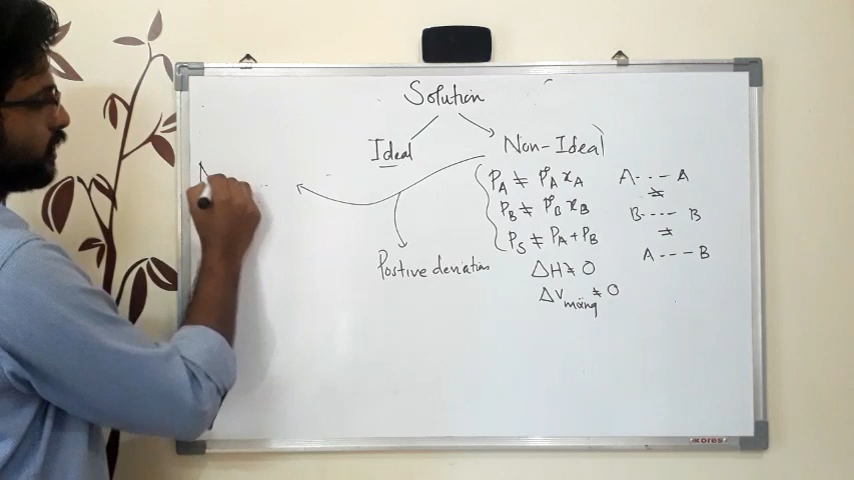 Solution
Ideal
Non-Ideal
P_A ≠ P°_A x_A
P_B ≠ P°_B x_B
P_S ≠ P_A + P_B
ΔH ≠ 0
ΔV_mixing ≠ 0
A - - - A
≠
B - - - - B
≠
A - - - B
Postive deviation
KORES